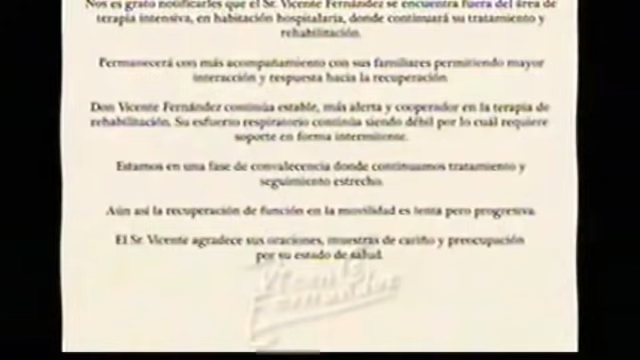 Nos es grato notificarles que el Sr. Vicente Fernández se encuentra fuera del área de
terapia intensiva, en habitación hospitalaria, donde continuará su tratamiento y
rehabilitación.
Permanecerá con más acompañamiento con sus familiares permitiendo mayor
interacción y respuesta hacia la recuperación.
Don Vicente Fernández continúa estable, más alerta y cooperador en la terapia de
rehabilitación. Su esfuerzo respiratorio continúa siendo débil por lo cuál requiere
soporte en forma intermitente.
Estamos en una fase de convalecencia donde continuamos tratamiento y
seguimiento estrecho.
Aún así la recuperación de función en la movilidad es lenta pero progresiva.
El Sr. Vicente agradece sus oraciones, muestras de cariño y preocupación
por su estado de salud.
Vicente
Fernández